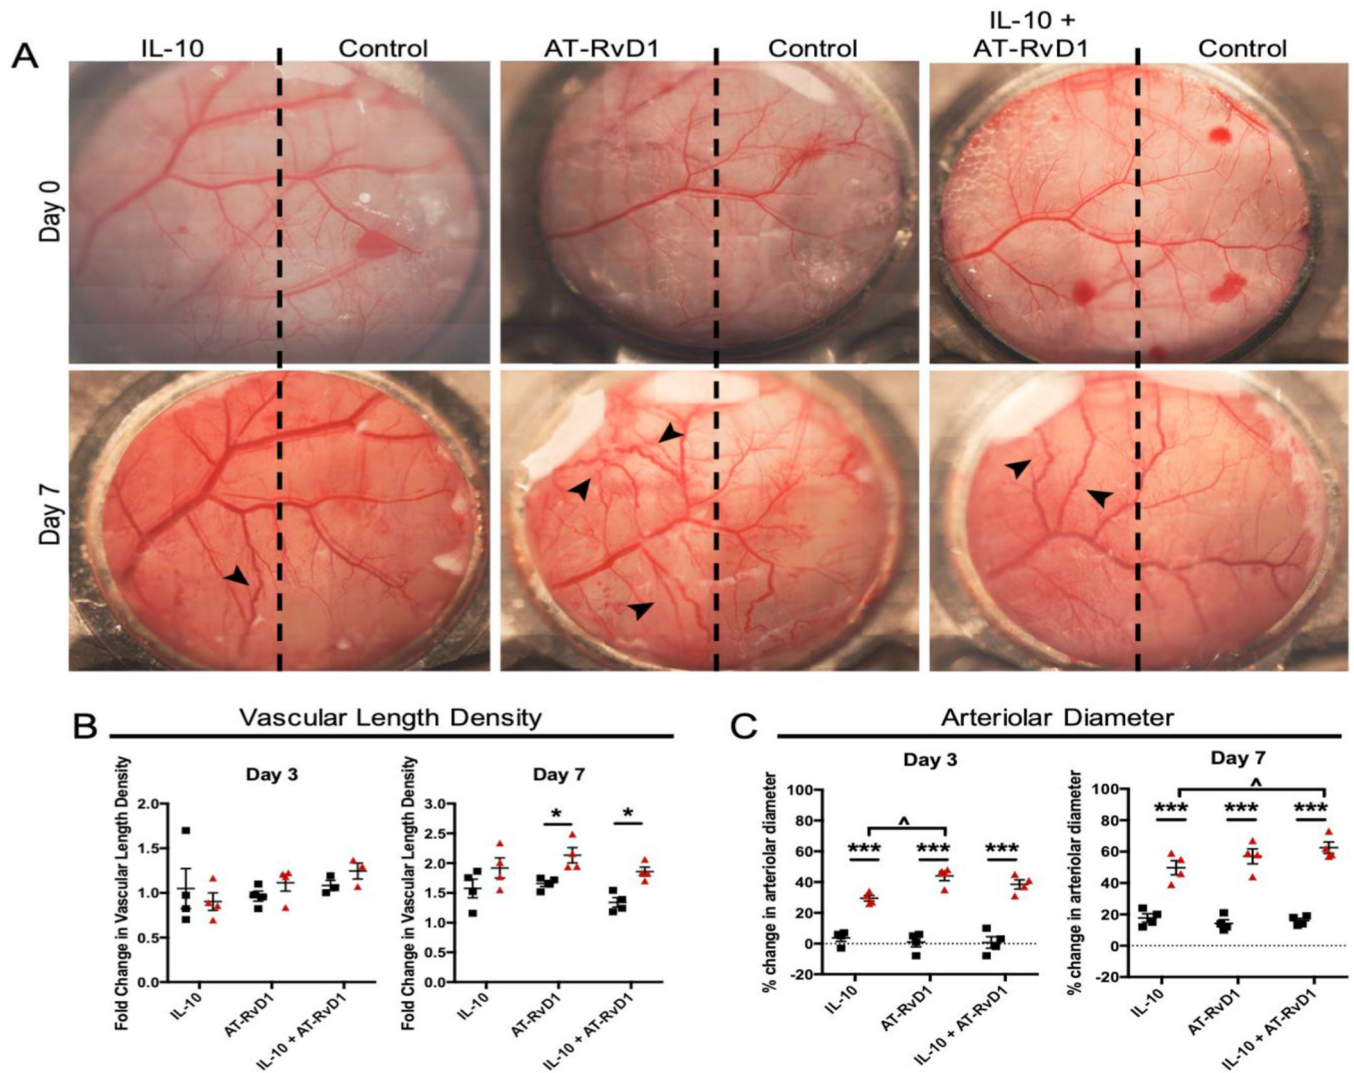 A
IL-10
Control
AT-RvD1
Control
IL-10 +
AT-RvD1
Control
Day 0
Day 7
B
Vascular Length Density
Day 3
Fold Change in Vascular Length Density
2.0
1.5
1.0
0.5
0.0
IL-10
AT-RvD1
IL-10 + AT-RvD1
Day 7
Fold Change in Vascular Length Density
3.0
2.5
2.0
1.5
1.0
0.5
0.0
*
*
IL-10
AT-RvD1
IL-10 + AT-RvD1
C
Arteriolar Diameter
Day 3
% change in arteriolar diameter
100
80
60
40
20
0
-20
^
***
***
***
IL-10
AT-RvD1
IL-10 + AT-RvD1
Day 7
% change in arteriolar diameter
100
80
60
40
20
0
-20
^
***
***
***
IL-10
AT-RvD1
IL-10 + AT-RvD1